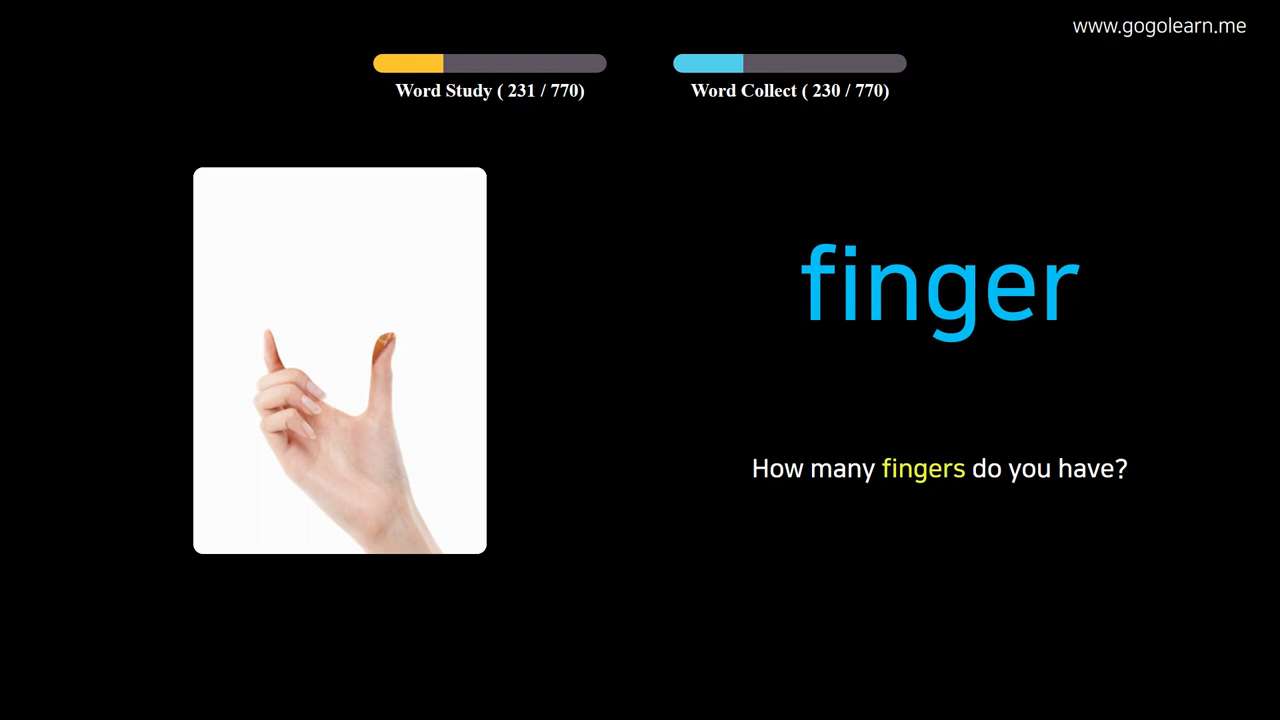 www.gogolearn.me
Word Study ( 231 / 770)
Word Collect ( 230 / 770)
finger
How many fingers do you have?